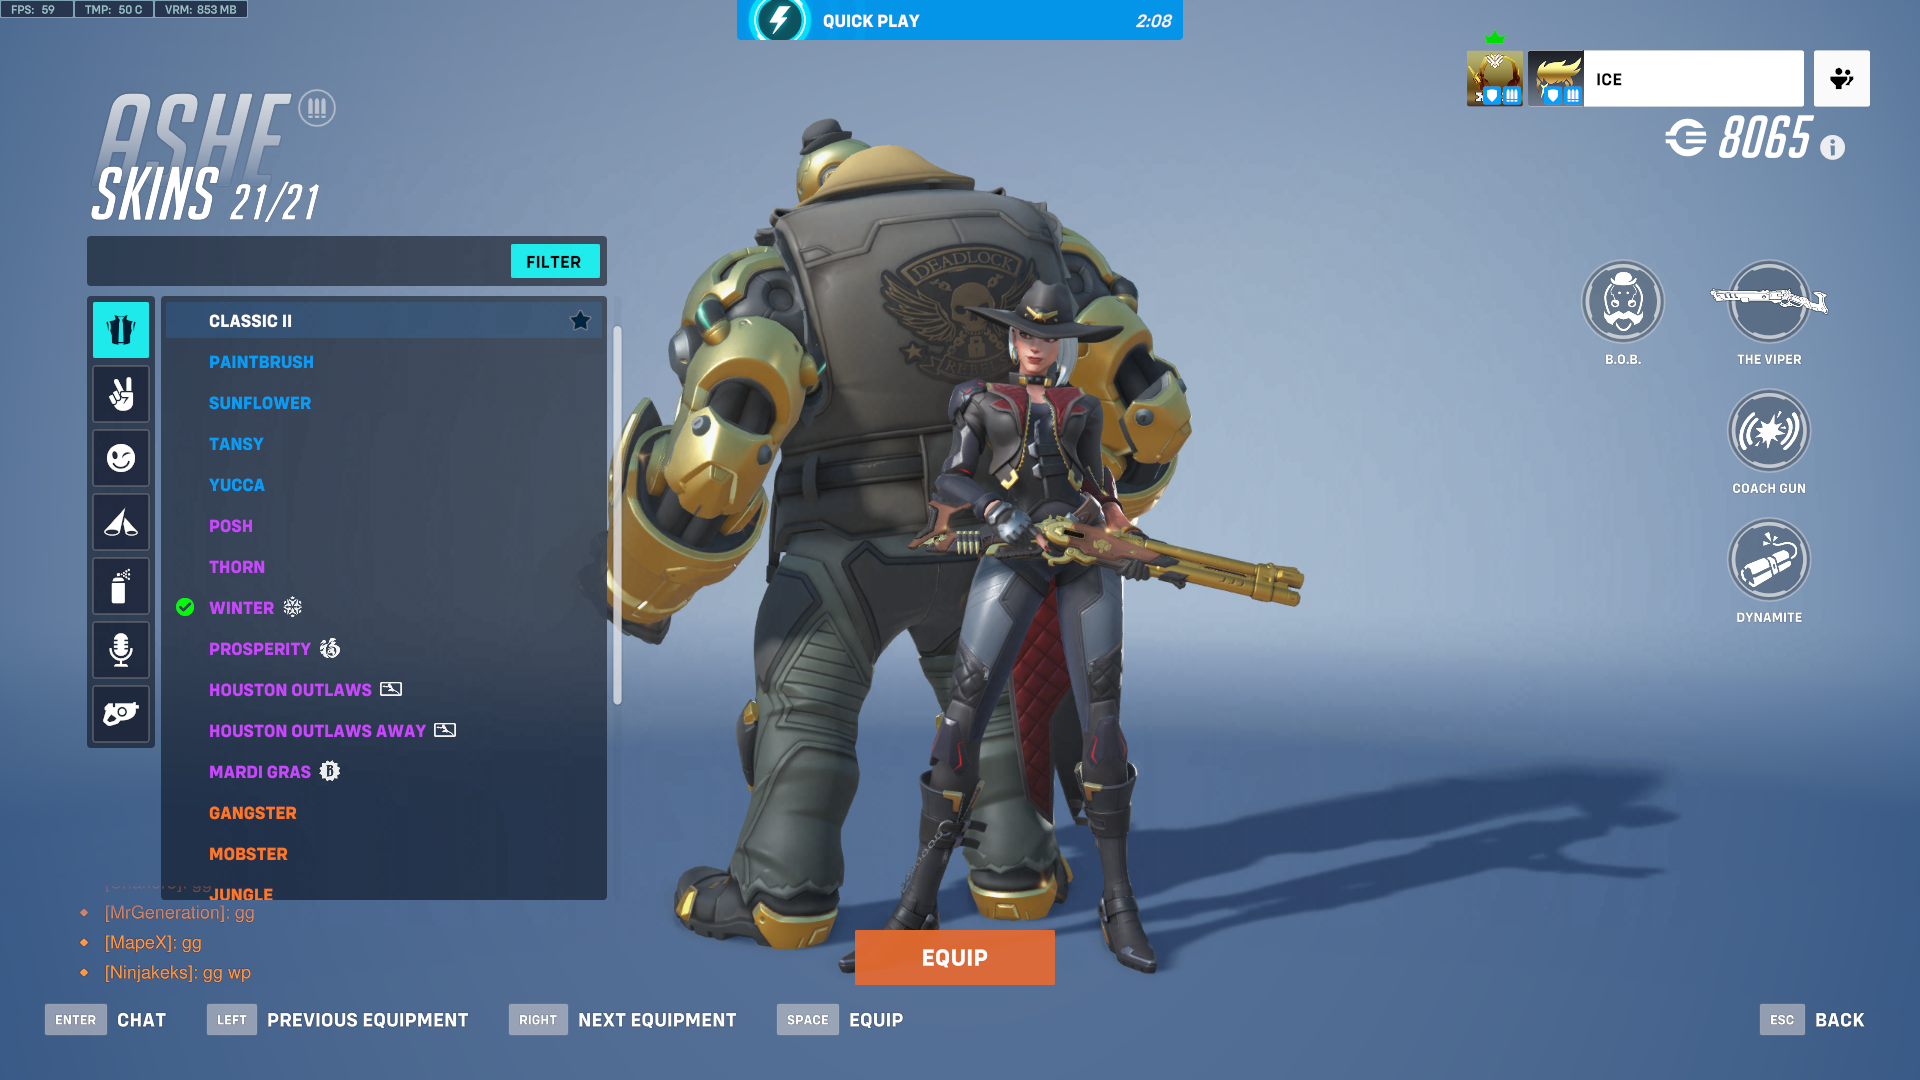 FPS: 59 TMP: 50 C VRM: 853 MB
QUICK PLAY 2:08
ICE
8065
ASHE
SKINS 21/21
FILTER
CLASSIC II
PAINTBRUSH
SUNFLOWER
TANSY
YUCCA
POSH
THORN
WINTER
PROSPERITY
HOUSTON OUTLAWS
HOUSTON OUTLAWS AWAY
MARDI GRAS
GANGSTER
MOBSTER
JUNGLE
DEADLOCK
REBELS
B.O.B.
THE VIPER
COACH GUN
DYNAMITE
[MrGeneration]: gg
[MapeX]: gg
[Ninjakeks]: gg wp
EQUIP
ENTER CHAT
LEFT PREVIOUS EQUIPMENT
RIGHT NEXT EQUIPMENT
SPACE EQUIP
ESC BACK